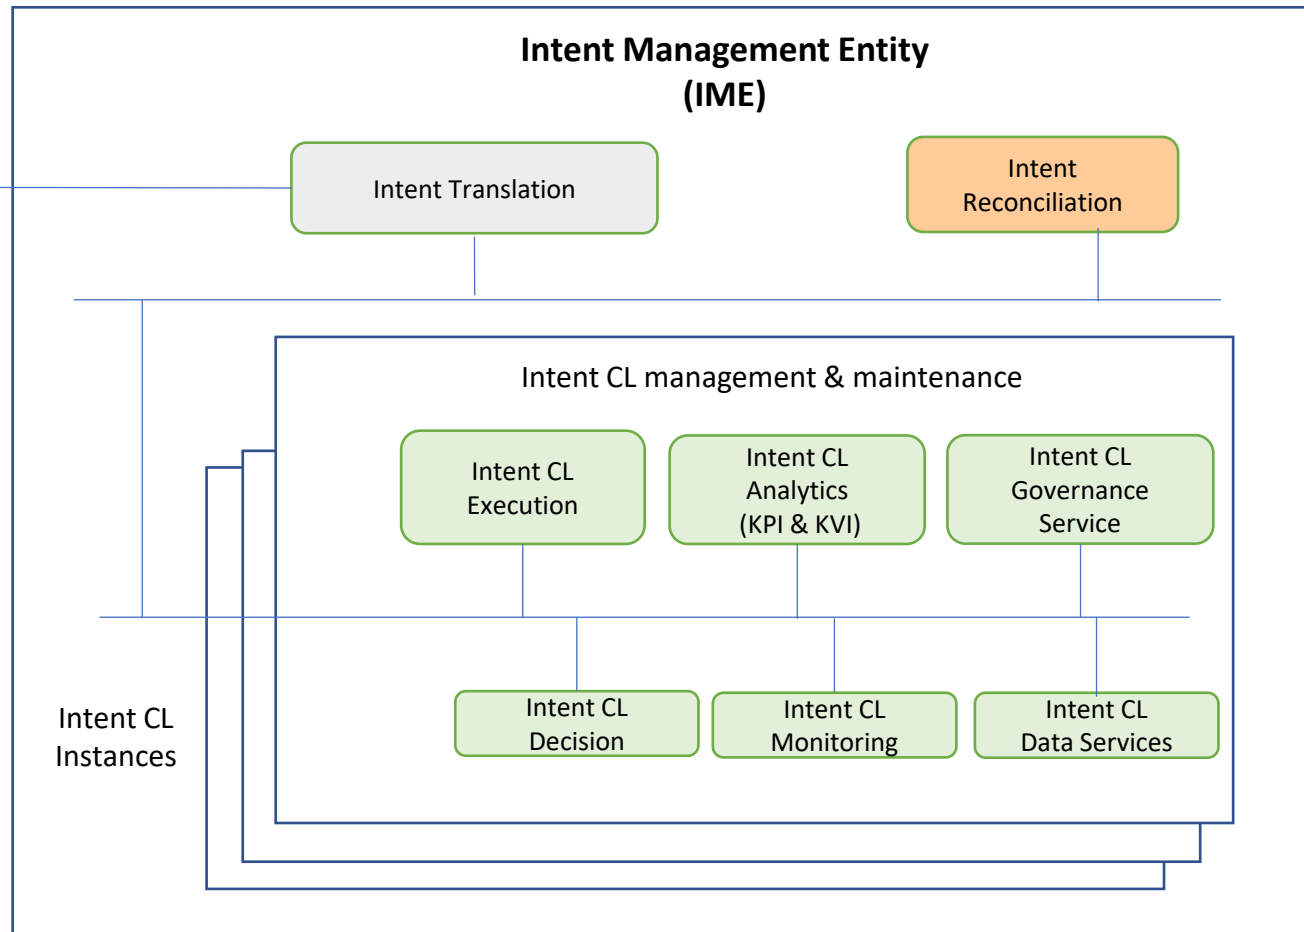 Intent Management Entity
(IME)
Intent Translation
Intent
Reconciliation
Intent CL management & maintenance
Intent CL
Execution
Intent CL
Analytics
(KPI & KVI)
Intent CL
Governance
Service
Intent CL
Decision
Intent CL
Monitoring
Intent CL
Data Services
Intent CL
Instances